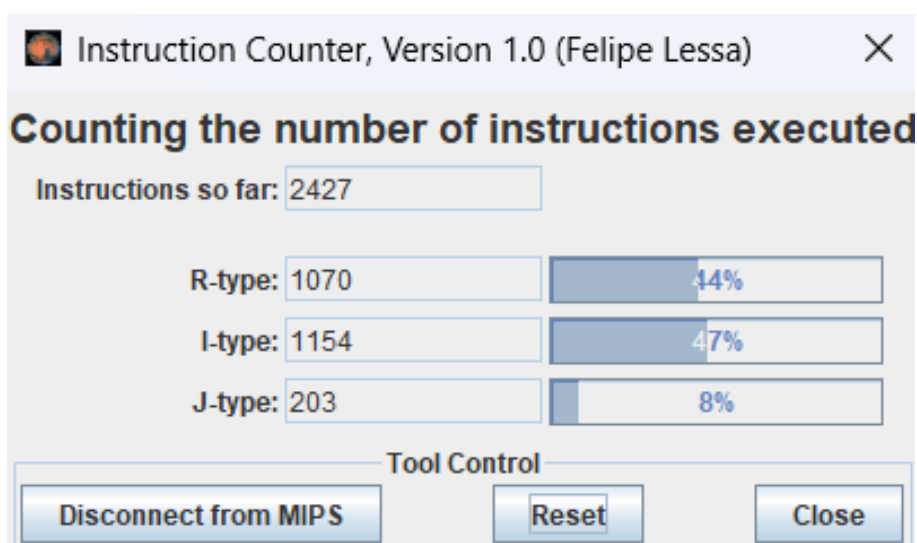 Instruction Counter, Version 1.0 (Felipe Lessa)
Counting the number of instructions executed
Instructions so far: 2427
R-type: 1070 44%
I-type: 1154 47%
J-type: 203 8%
Tool Control
Disconnect from MIPS Reset Close